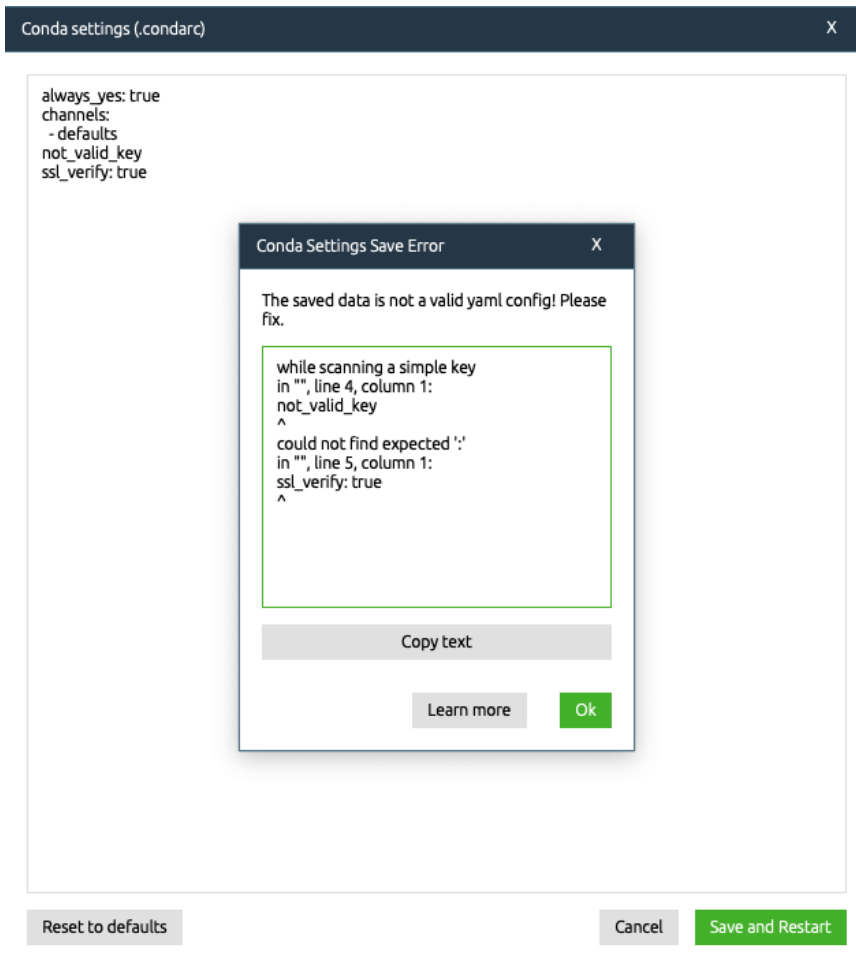 Conda settings (.condarc) X
always_yes: true
channels:
- defaults
not_valid_key
ssl_verify: true
Conda Settings Save Error X
The saved data is not a valid yaml config! Please
fix.
while scanning a simple key
in "", line 4, column 1:
not_valid_key
^
could not find expected ':'
in "", line 5, column 1:
ssl_verify: true
^
Copy text
Learn more Ok
Reset to defaults Cancel Save and Restart